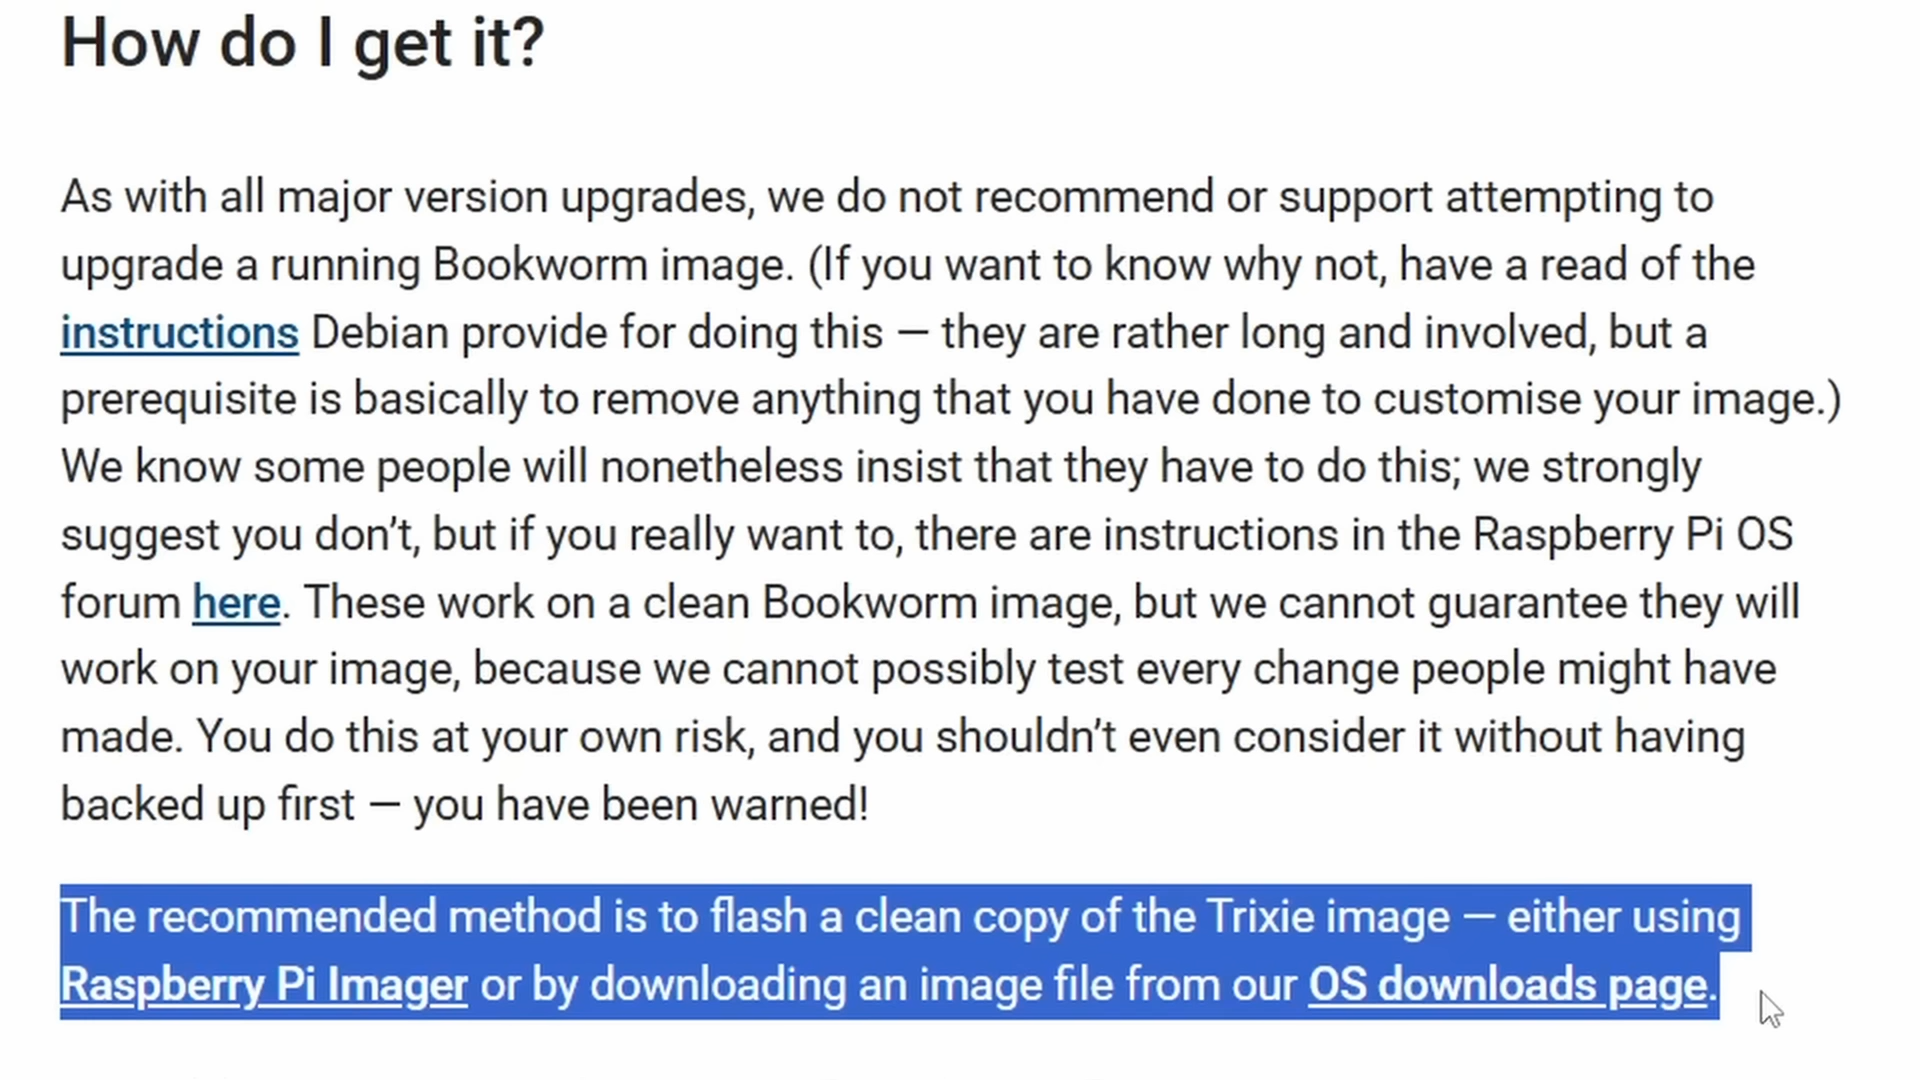 How do I get it?
As with all major version upgrades, we do not recommend or support attempting to
upgrade a running Bookworm image. (If you want to know why not, have a read of the
instructions Debian provide for doing this — they are rather long and involved, but a
prerequisite is basically to remove anything that you have done to customise your image.)
We know some people will nonetheless insist that they have to do this; we strongly
suggest you don’t, but if you really want to, there are instructions in the Raspberry Pi OS
forum here. These work on a clean Bookworm image, but we cannot guarantee they will
work on your image, because we cannot possibly test every change people might have
made. You do this at your own risk, and you shouldn’t even consider it without having
backed up first — you have been warned!
The recommended method is to flash a clean copy of the Trixie image — either using
Raspberry Pi Imager or by downloading an image file from our OS downloads page.